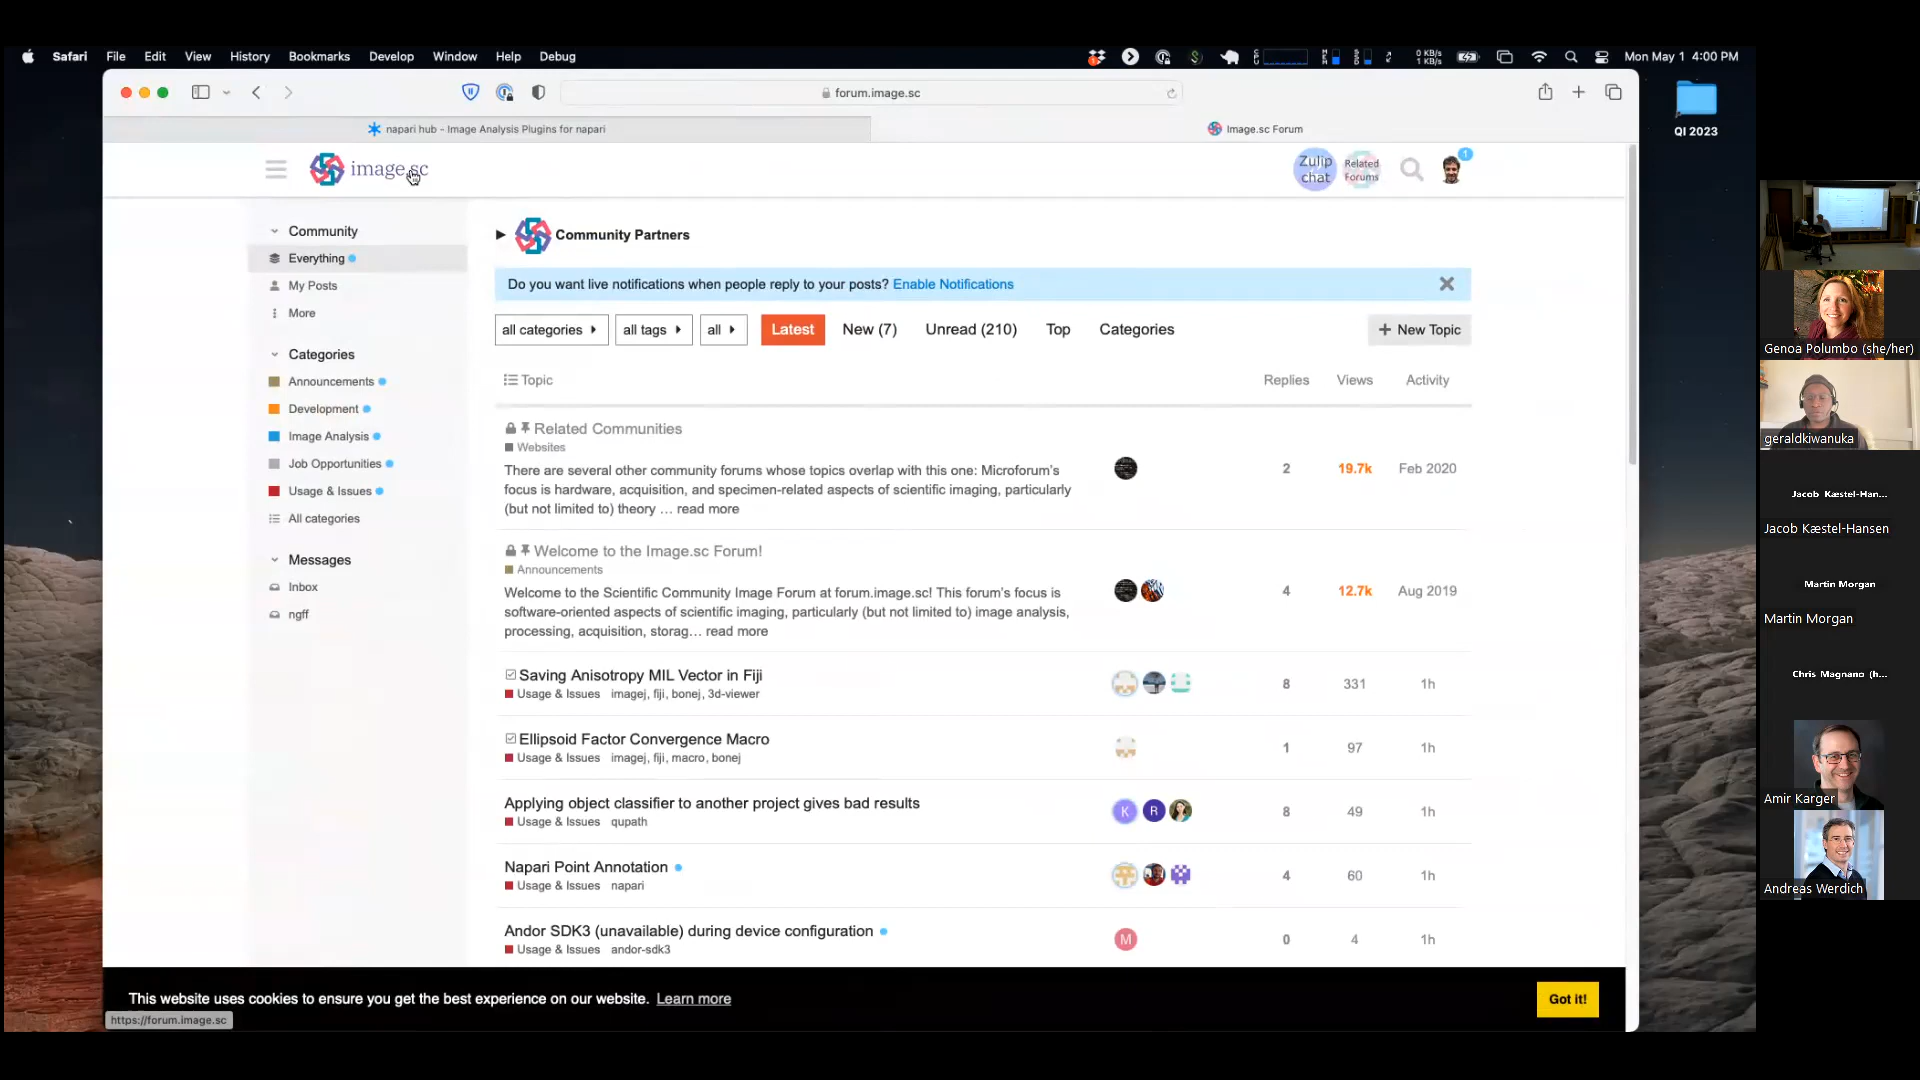 Safari File Edit View History Bookmarks Develop Window Help Debug
0 KB/s
1 KB/s
Mon May 1 4:00 PM
forum.image.sc
napari hub - Image Analysis Plugins for napari
Image.sc Forum
QI 2023
image.sc
Zulip chat
Related Forums
1
Community
Everything
My Posts
More
Categories
Announcements
Development
Image Analysis
Job Opportunities
Usage & Issues
All categories
Messages
Inbox
ngff
Community Partners
Do you want live notifications when people reply to your posts? Enable Notifications
all categories all tags all Latest New (7) Unread (210) Top Categories + New Topic
Topic Replies Views Activity
Related Communities
Websites
There are several other community forums whose topics overlap with this one: Microforum's
focus is hardware, acquisition, and specimen-related aspects of scientific imaging, particularly
(but not limited to) theory … read more
2 19.7k Feb 2020
Welcome to the Image.sc Forum!
Announcements
Welcome to the Scientific Community Image Forum at forum.image.sc! This forum's focus is
software-oriented aspects of scientific imaging, particularly (but not limited to) image analysis,
processing, acquisition, storag… read more
4 12.7k Aug 2019
Saving Anisotropy MIL Vector in Fiji
Usage & Issues imagej, fiji, bonej, 3d-viewer
8 331 1h
Ellipsoid Factor Convergence Macro
Usage & Issues imagej, fiji, macro, bonej
1 97 1h
Applying object classifier to another project gives bad results
Usage & Issues qupath
K R
8 49 1h
Napari Point Annotation
Usage & Issues napari
4 60 1h
Andor SDK3 (unavailable) during device configuration
Usage & Issues andor-sdk3
M
0 4 1h
This website uses cookies to ensure you get the best experience on our website. Learn more
Got it!
https://forum.image.sc
Genoa Polumbo (she/her)
geraldkiwanuka
Jacob Kæstel-Han...
Jacob Kæstel-Hansen
Martin Morgan
Martin Morgan
Chris Magnano (h...
Amir Karger
Andreas Werdich